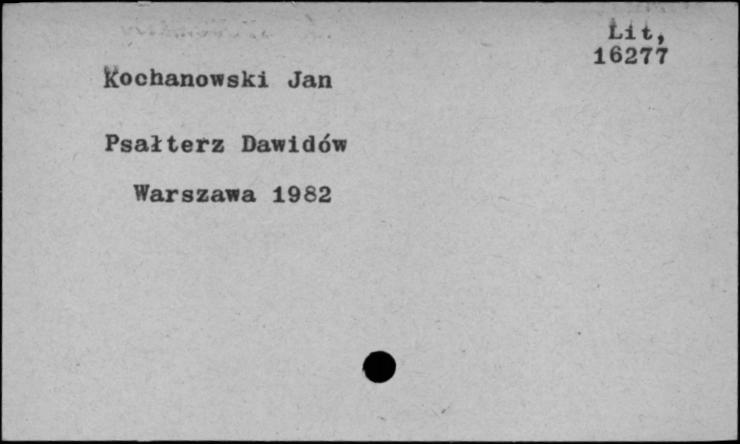 Lit,
16277
Kochanowski Jan
Psałterz Dawidów
Warszawa 1982